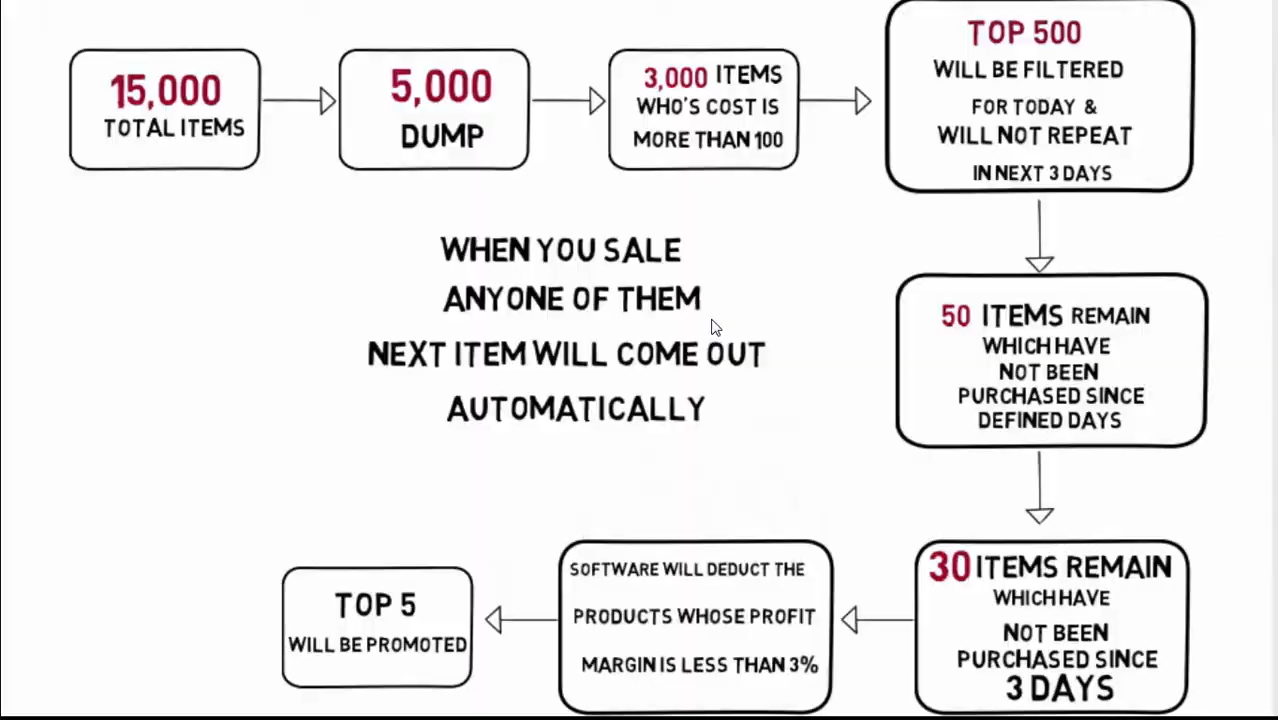 15,000
TOTAL ITEMS
5,000
DUMP
3,000 ITEMS
WHO'S COST IS
MORE THAN 100
TOP 500
WILL BE FILTERED
FOR TODAY &
WILL NOT REPEAT
IN NEXT 3 DAYS
WHEN YOU SALE
ANYONE OF THEM
NEXT ITEM WILL COME OUT
AUTOMATICALLY
50 ITEMS REMAIN
WHICH HAVE
NOT BEEN
PURCHASED SINCE
DEFINED DAYS
30 ITEMS REMAIN
WHICH HAVE
NOT BEEN
PURCHASED SINCE
3 DAYS
SOFTWARE WILL DEDUCT THE
PRODUCTS WHOSE PROFIT
MARGIN IS LESS THAN 3%
TOP 5
WILL BE PROMOTED